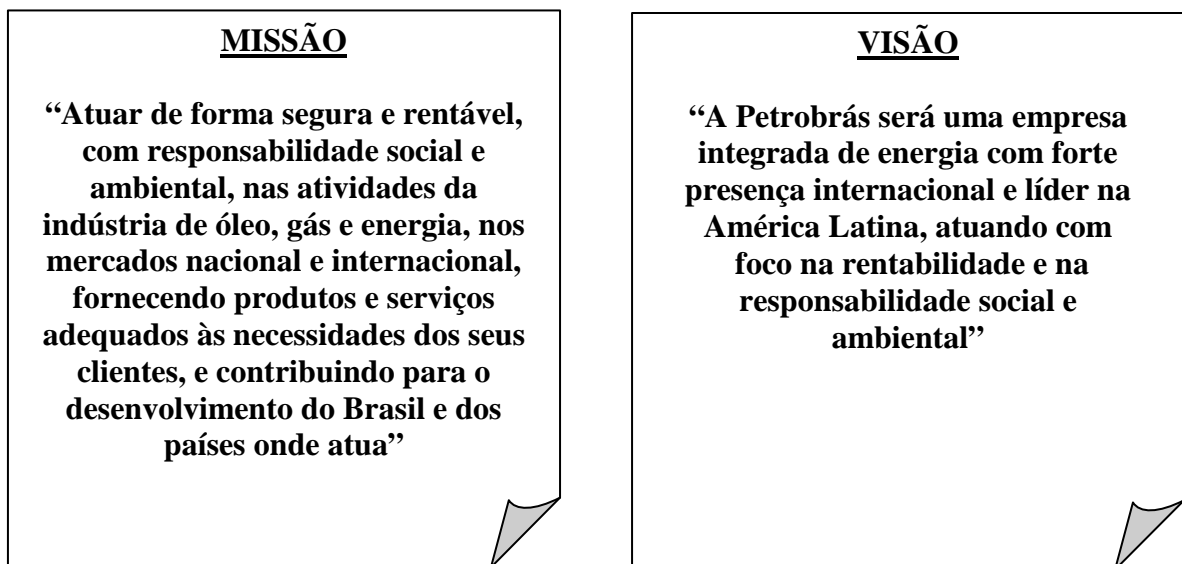 MISSÃO
“Atuar de forma segura e rentável,
com responsabilidade social e
ambiental, nas atividades da
indústria de óleo, gás e energia, nos
mercados nacional e internacional,
fornecendo produtos e serviços
adequados às necessidades dos seus
clientes, e contribuindo para o
desenvolvimento do Brasil e dos
países onde atua”
VISÃO
“A Petrobrás será uma empresa
integrada de energia com forte
presença internacional e líder na
América Latina, atuando com
foco na rentabilidade e na
responsabilidade social e
ambiental”